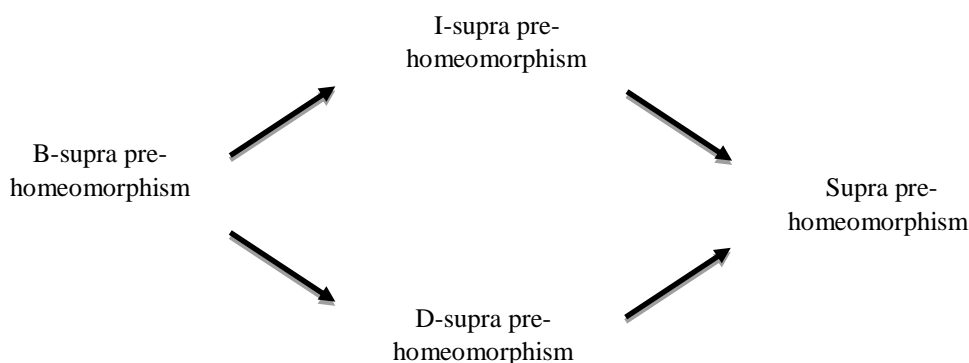 I-supra pre-
homeomorphism
B-supra pre-
homeomorphism
Supra pre-
homeomorphism
D-supra pre-
homeomorphism